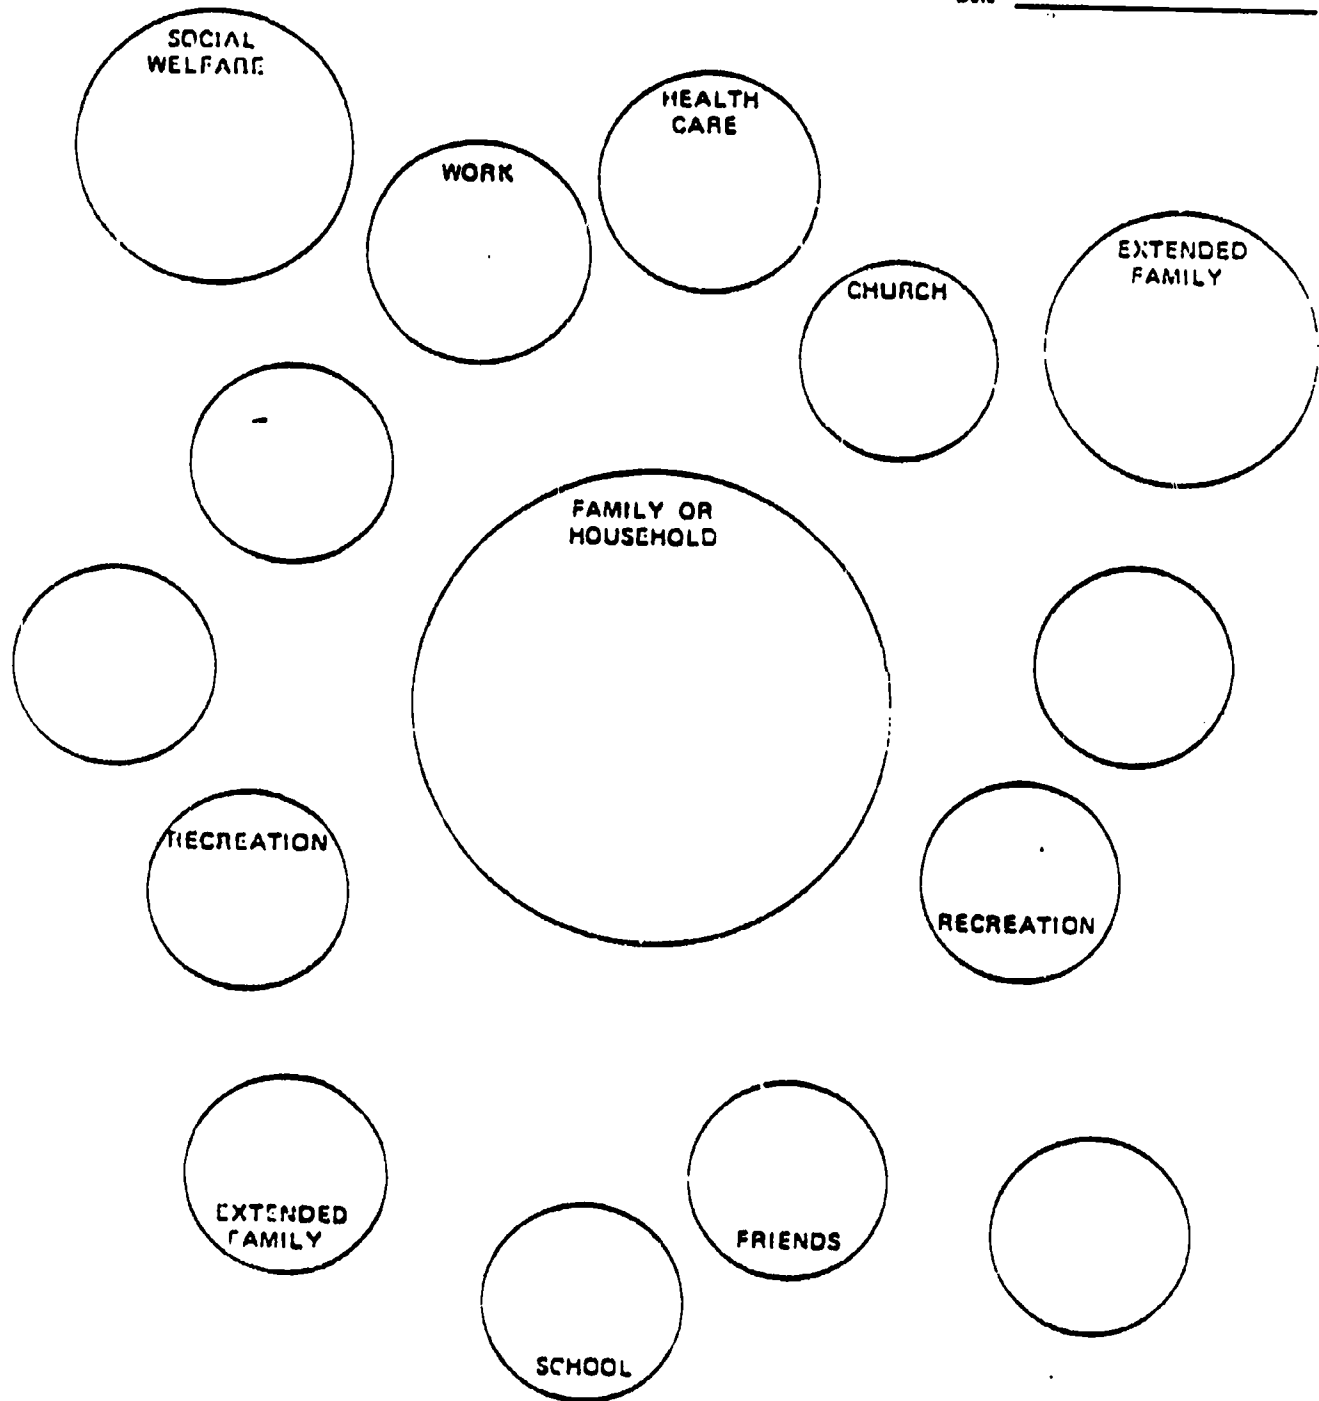 SOCIAL
WELFARE
HEALTH
CARE
WORK
EXTENDED
FAMILY
CHURCH
FAMILY OR
HOUSEHOLD
RECREATION
RECREATION
EXTENDED
FAMILY
FRIENDS
SCHOOL